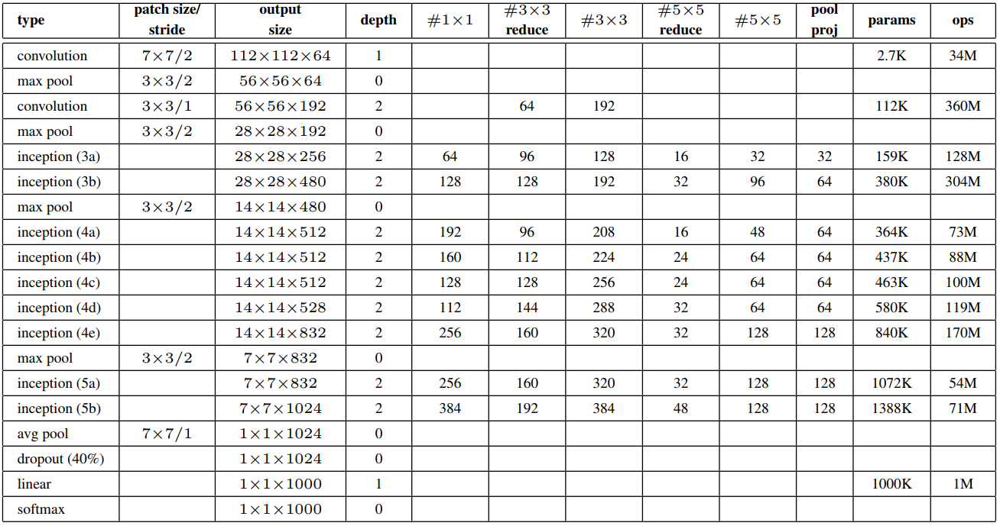 type patch size/ stride output size depth #1×1 #3×3 reduce #3×3 #5×5 reduce #5×5 pool proj params ops
convolution 7×7/2 112×112×64 1 2.7K 34M
max pool 3×3/2 56×56×64 0
convolution 3×3/1 56×56×192 2 64 192 112K 360M
max pool 3×3/2 28×28×192 0
inception (3a) 28×28×256 2 64 96 128 16 32 32 159K 128M
inception (3b) 28×28×480 2 128 128 192 32 96 64 380K 304M
max pool 3×3/2 14×14×480 0
inception (4a) 14×14×512 2 192 96 208 16 48 64 364K 73M
inception (4b) 14×14×512 2 160 112 224 24 64 64 437K 88M
inception (4c) 14×14×512 2 128 128 256 24 64 64 463K 100M
inception (4d) 14×14×528 2 112 144 288 32 64 64 580K 119M
inception (4e) 14×14×832 2 256 160 320 32 128 128 840K 170M
max pool 3×3/2 7×7×832 0
inception (5a) 7×7×832 2 256 160 320 32 128 128 1072K 54M
inception (5b) 7×7×1024 2 384 192 384 48 128 128 1388K 71M
avg pool 7×7/1 1×1×1024 0
dropout (40%) 1×1×1024 0
linear 1×1×1000 1 1000K 1M
softmax 1×1×1000 0